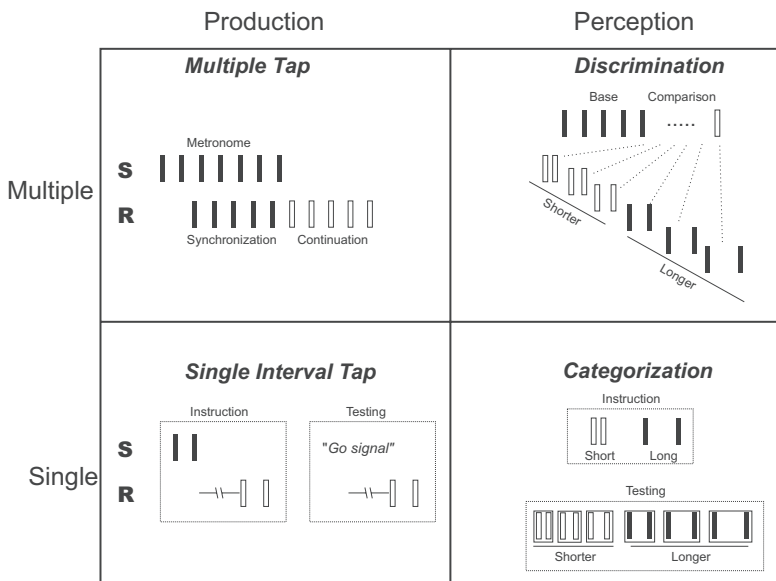 Production Perception
Multiple
Single
Multiple Tap
Metronome
S
R
Synchronization Continuation
Discrimination
Base Comparison
.....
Shorter
Longer
Single Interval Tap
Instruction Testing
S "Go signal"
R
Categorization
Instruction
Short Long
Testing
Shorter Longer